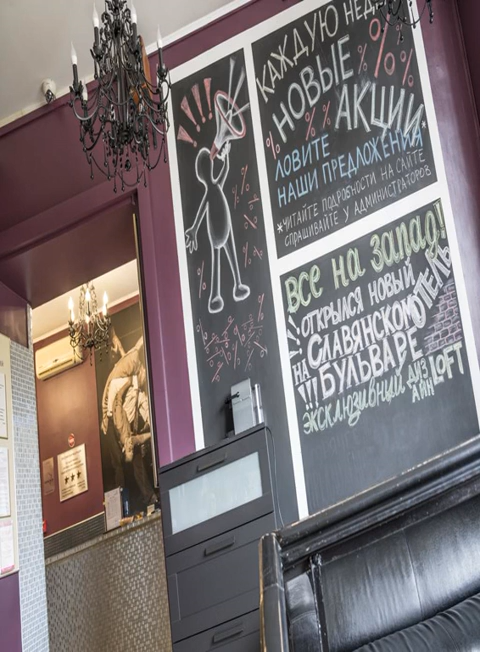 КАЖДУЮ НЕДЕ
НОВЫЕ
АКЦИИ*
ЛОВИТЕ
НАШИ ПРЕДЛОЖЕНИЯ
*ЧИТАЙТЕ ПОДРОБНОСТИ НА САЙТЕ
СПРАШИВАЙТЕ У АДМИНИСТРАТОРОВ
ВСЕ НА ЗАПАД!
!!! ОТКРЫЛСЯ НОВЫЙ
ОТЕЛЬ
НА СЛАВЯНСКОМ
БУЛЬВАРЕ !!!
ЭКСКЛЮЗИВНЫЙ ДИЗАЙН LOFT